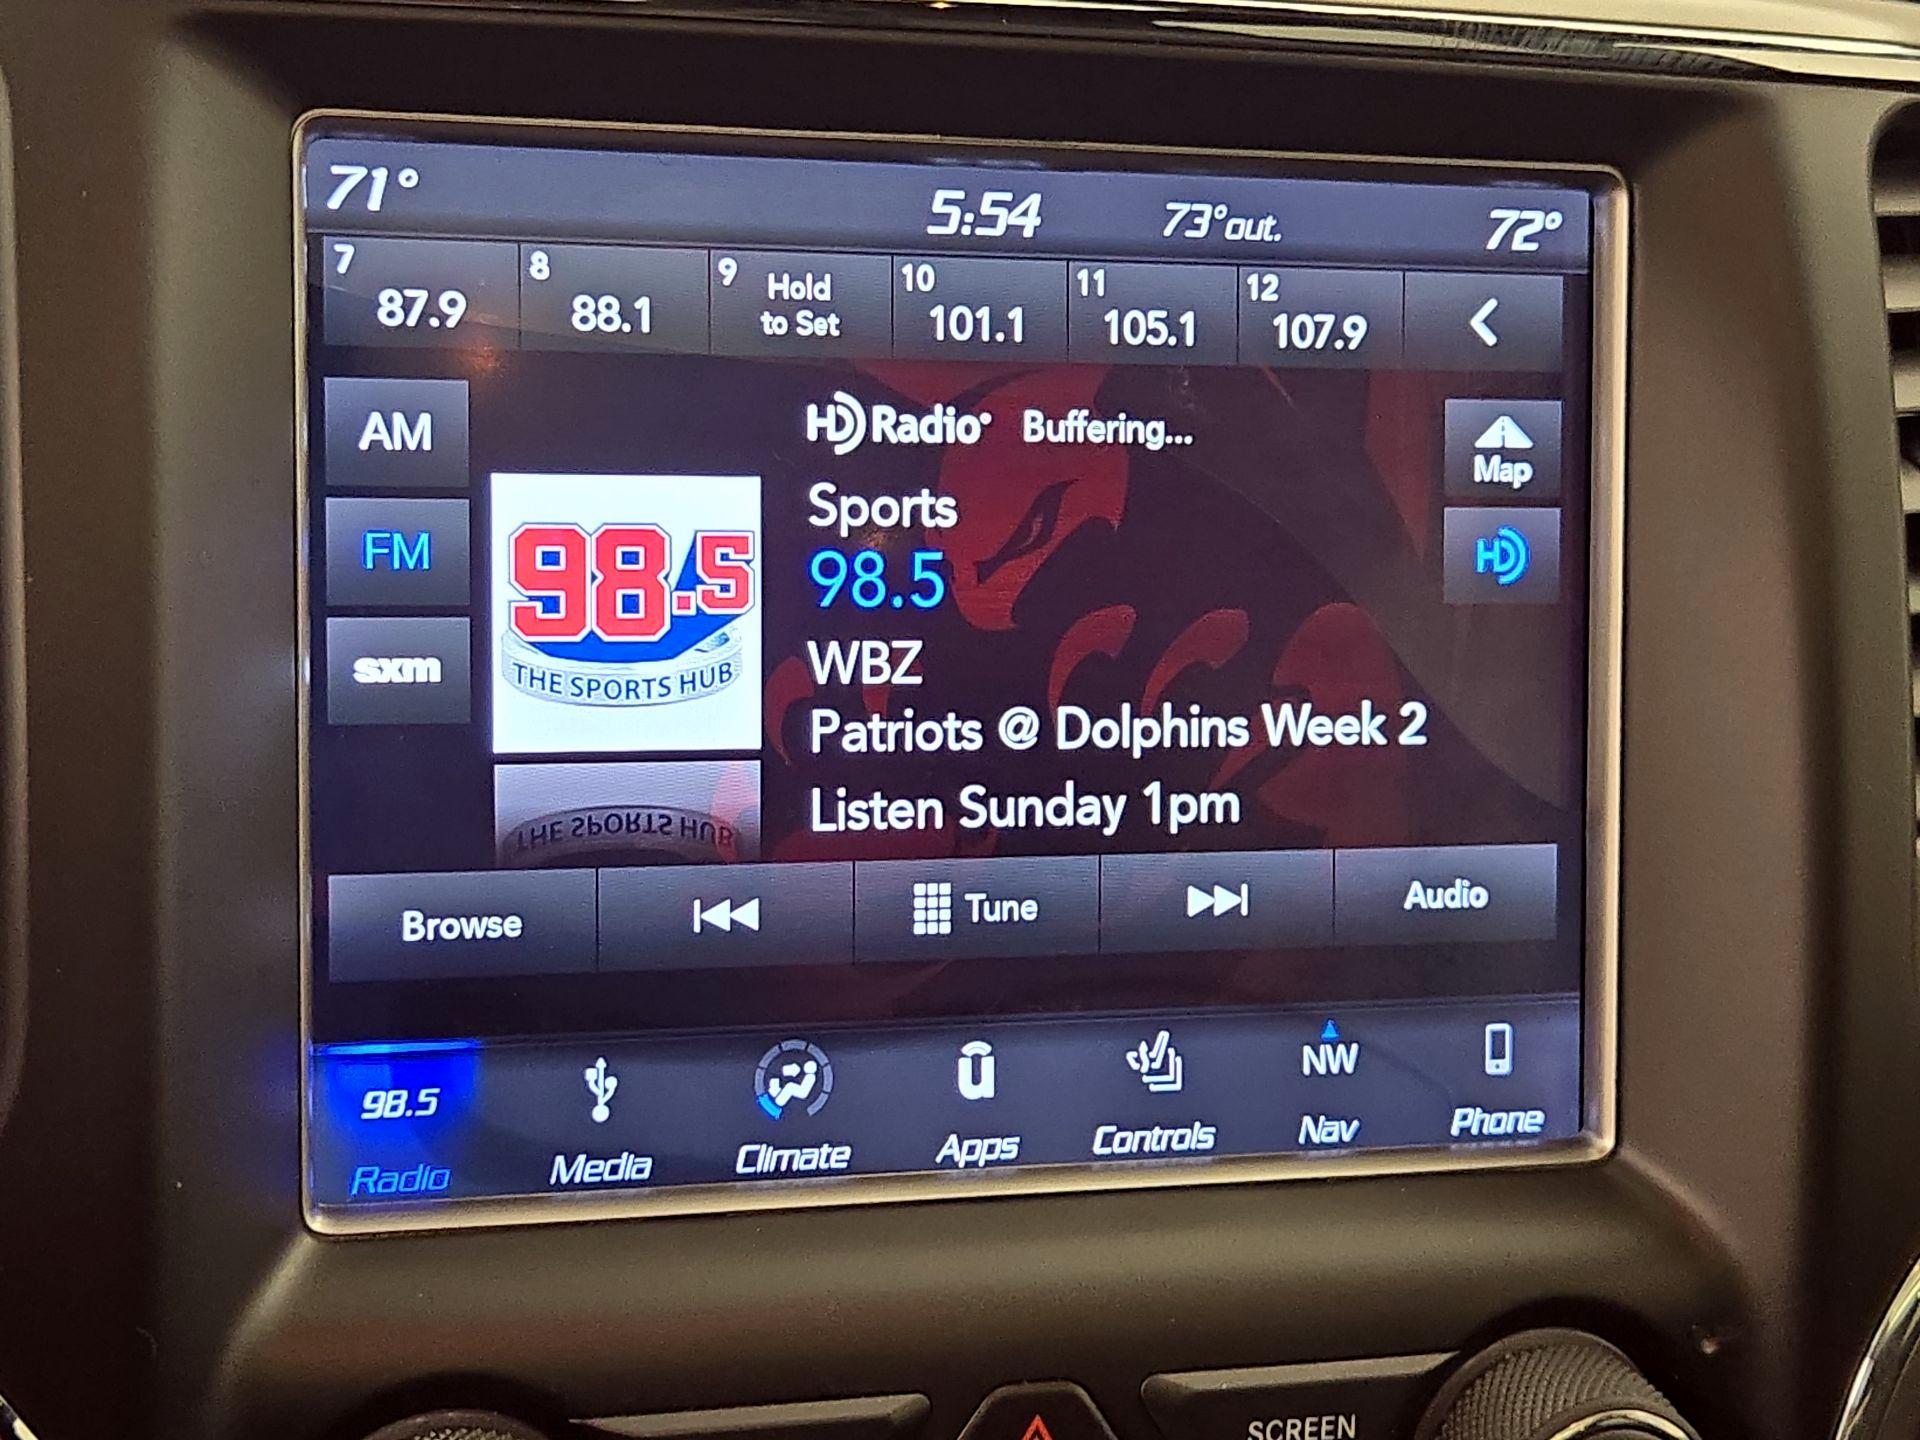 71° 5:54 73°out. 72°
7 87.9
8 88.1
9 Hold
to Set
10 101.1
11 105.1
12 107.9
AM
FM
sxm
98.5
THE SPORTS HUB
THE SPORTS HUB
HD Radio Buffering...
Sports
98.5
WBZ
Patriots @ Dolphins Week 2
Listen Sunday 1pm
Map
HD
Browse Tune Audio
98.5 Radio
Media
Climate
u Apps
Controls
NW Nav
Phone
SCREEN